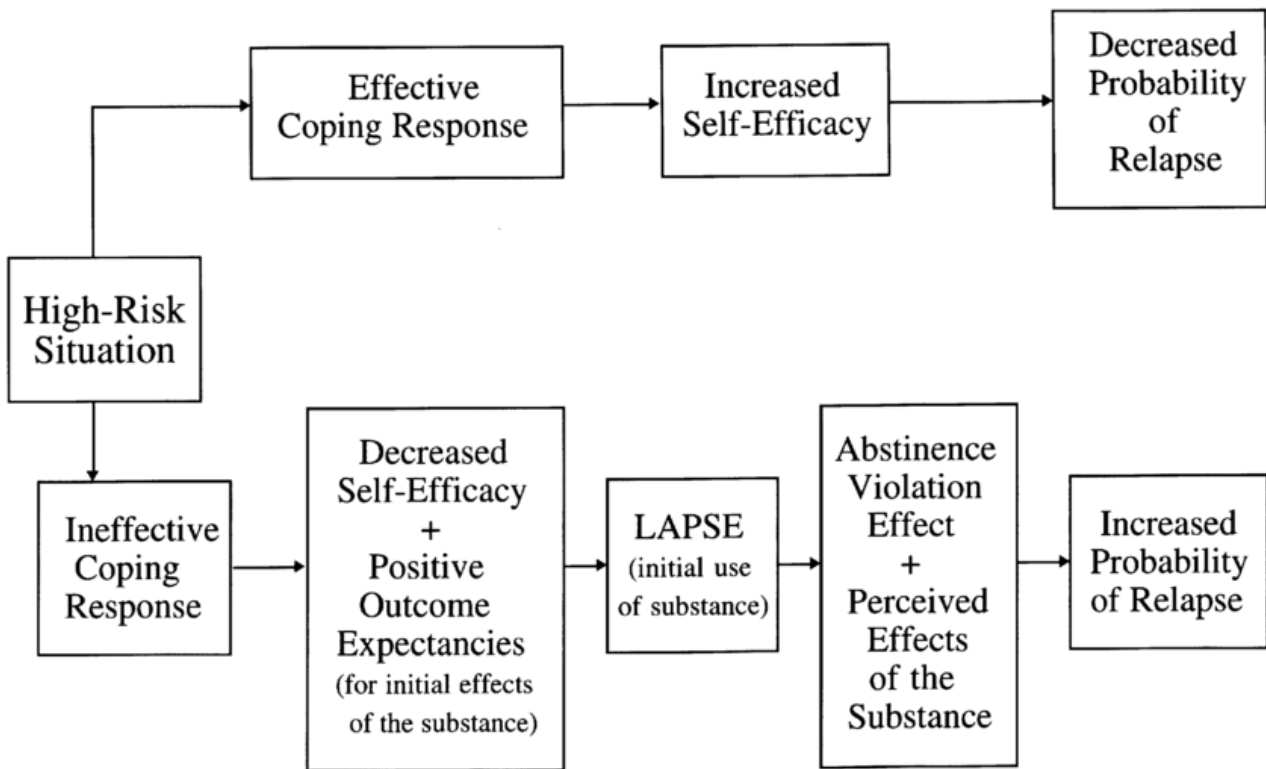 Effective
Coping Response
Increased
Self-Efficacy
Decreased
Probability
of
Relapse
High-Risk
Situation
Ineffective
Coping
Response
Decreased
Self-Efficacy
+
Positive
Outcome
Expectancies
(for initial effects
of the substance)
LAPSE
(initial use
of substance)
Abstinence
Violation
Effect
+
Perceived
Effects
of the
Substance
Increased
Probability
of Relapse